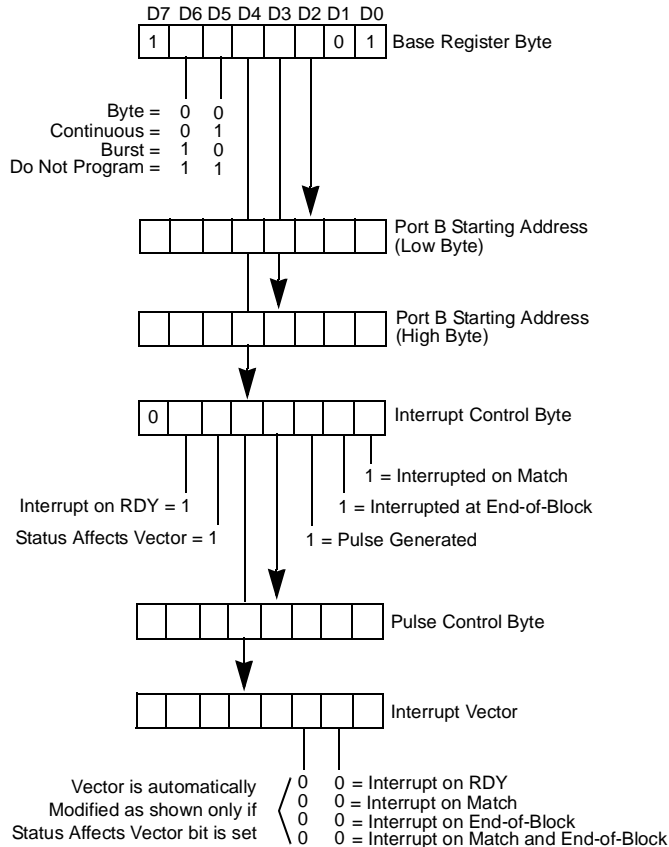 D7 D6 D5 D4 D3 D2 D1 D0
1 0 1 Base Register Byte
Byte = 0 0
Continuous = 0 1
Burst = 1 0
Do Not Program = 1 1
Port B Starting Address
(Low Byte)
Port B Starting Address
(High Byte)
0 Interrupt Control Byte
1 = Interrupted on Match
Interrupt on RDY = 1
1 = Interrupted at End-of-Block
Status Affects Vector = 1
1 = Pulse Generated
Pulse Control Byte
Interrupt Vector
Vector is automatically
Modified as shown only if
Status Affects Vector bit is set
0 0 = Interrupt on RDY
0 0 = Interrupt on Match
0 0 = Interrupt on End-of-Block
0 0 = Interrupt on Match and End-of-Block